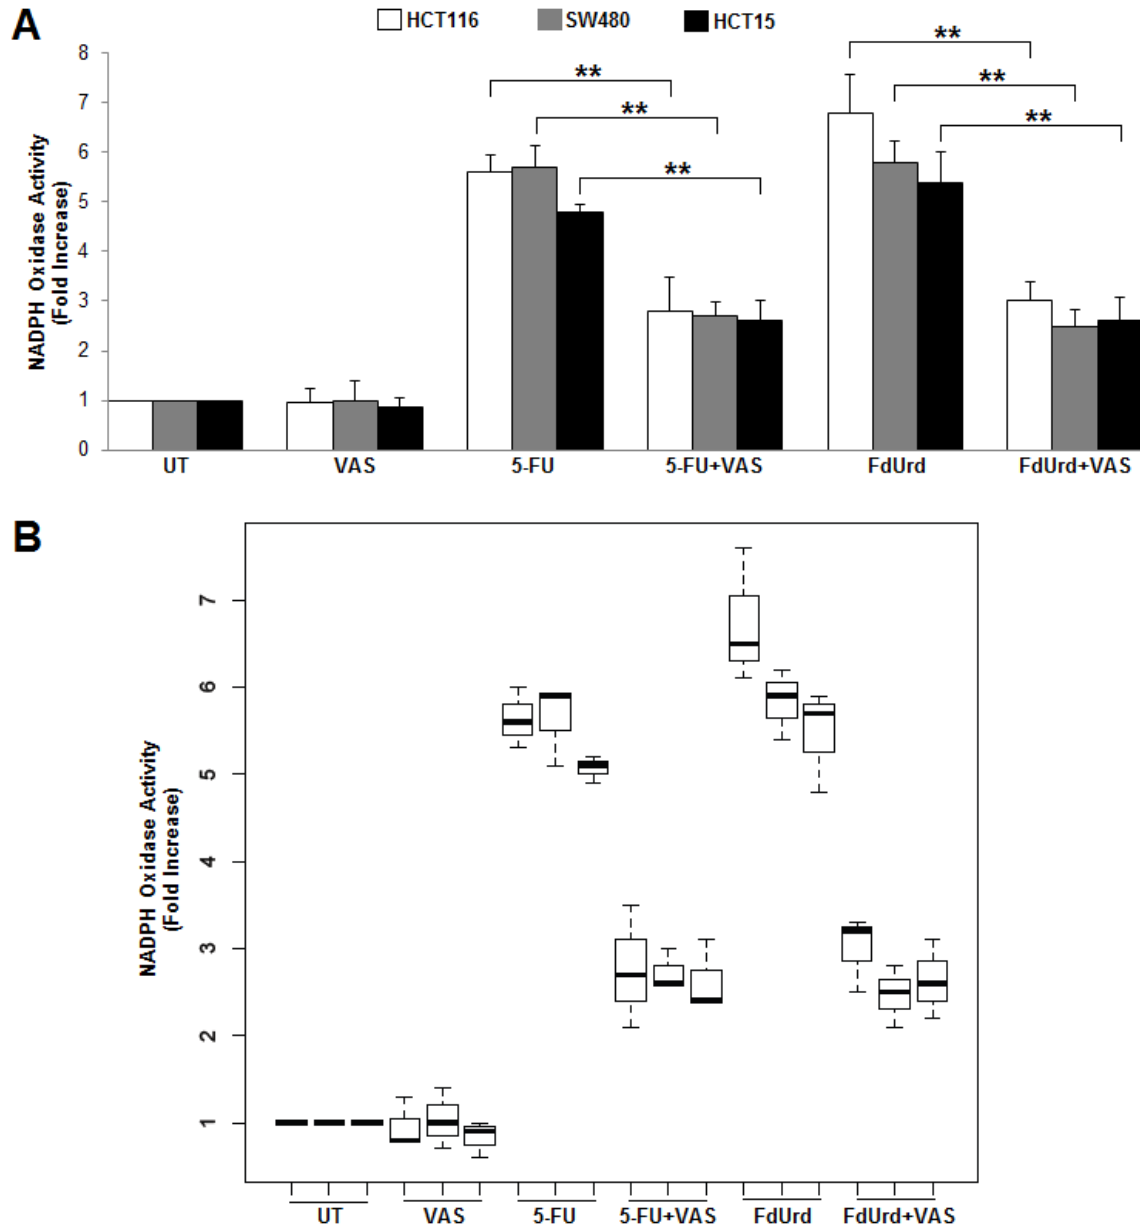 A
HCT116 SW480 HCT15
NADPH Oxidase Activity
(Fold Increase)
8
7
6
5
4
3
2
1
0
** ** **
** ** **
UT VAS 5-FU 5-FU+VAS FdUrd FdUrd+VAS
B
NADPH Oxidase Activity
(Fold Increase)
7
6
5
4
3
2
1
UT VAS 5-FU 5-FU+VAS FdUrd FdUrd+VAS